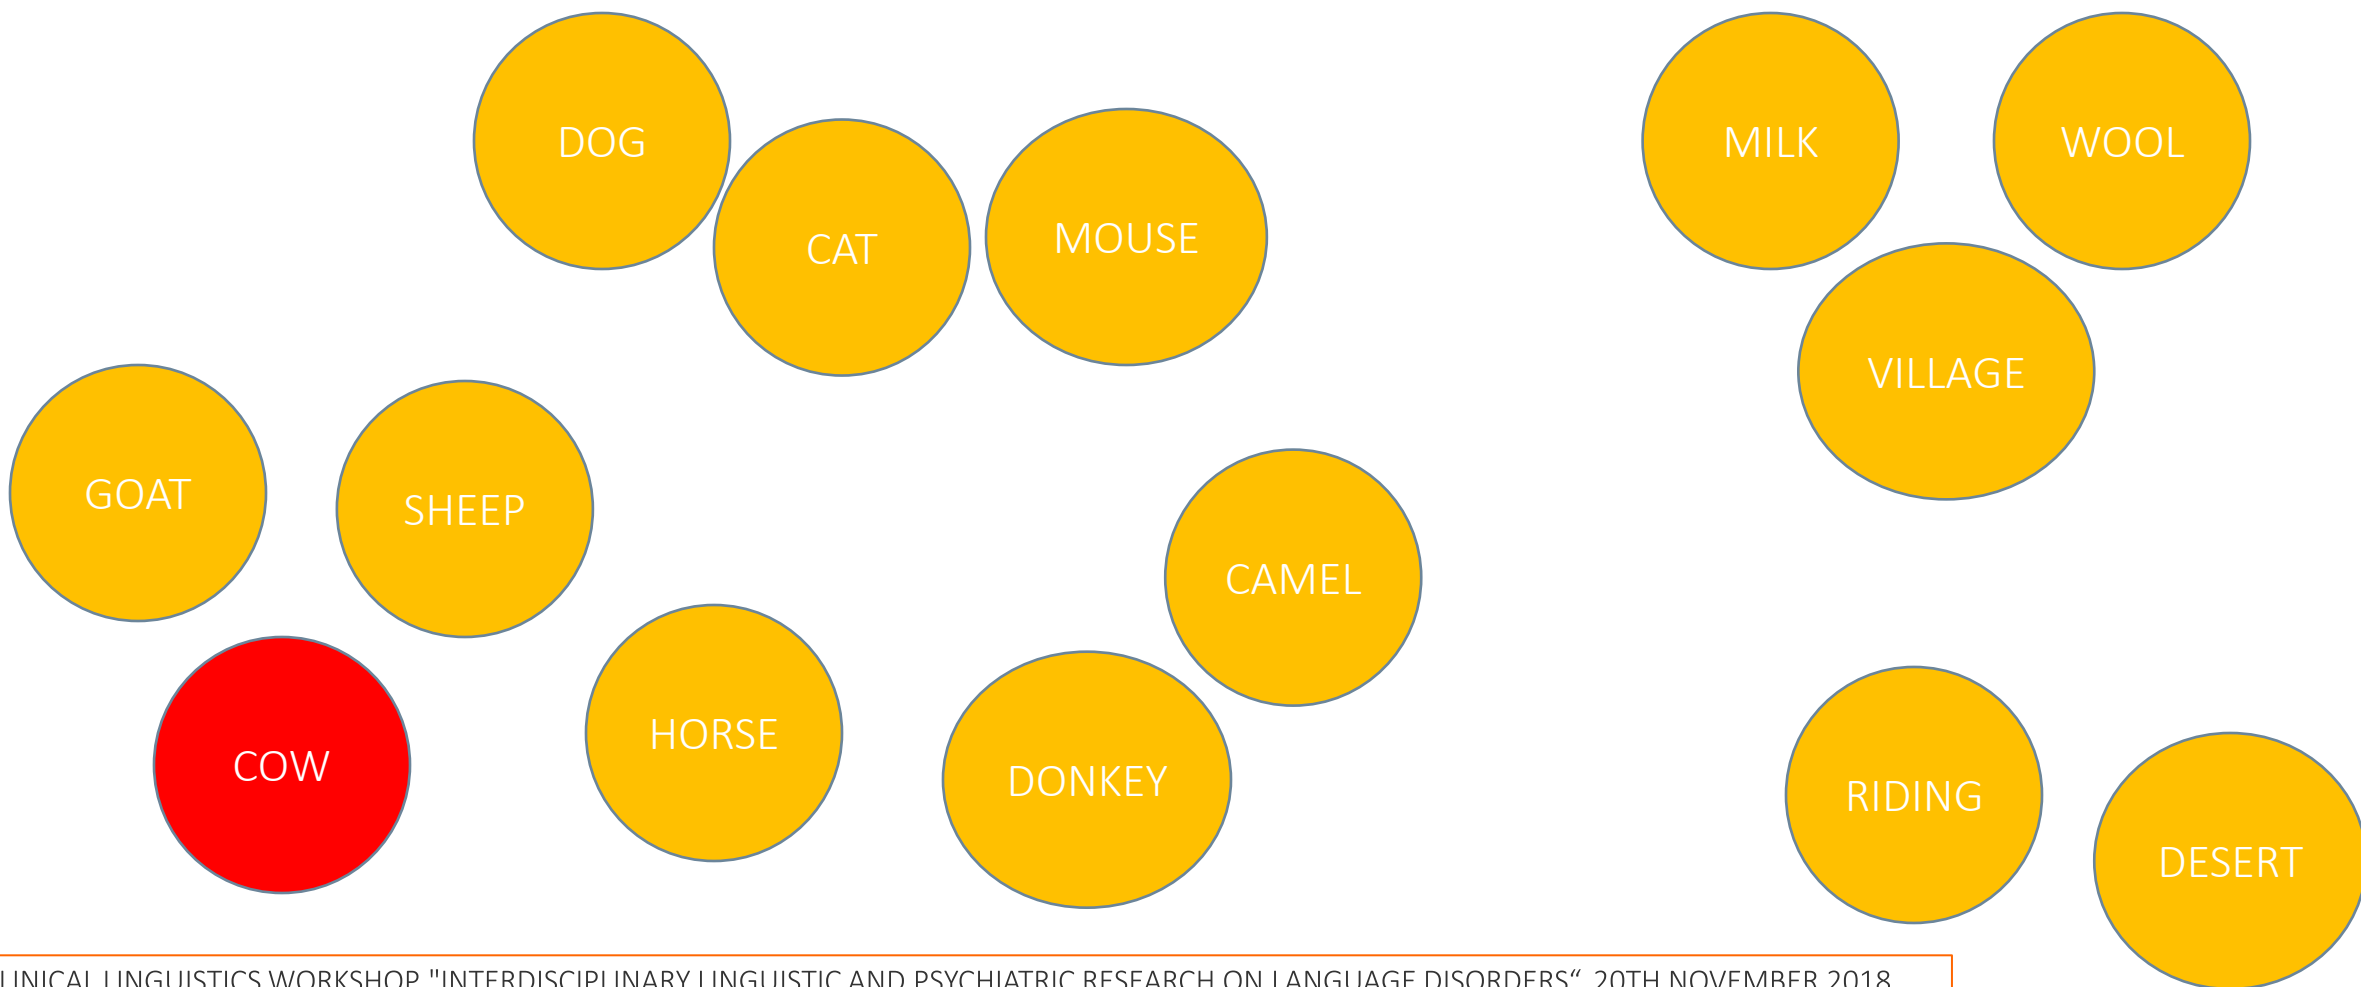 DOG
CAT
MOUSE
MILK
WOOL
VILLAGE
GOAT
SHEEP
CAMEL
COW
HORSE
DONKEY
RIDING
DESERT
LINICAL LINGUISTICS WORKSHOP "INTERDISCIPLINARY LINGUISTIC AND PSYCHIATRIC RESEARCH ON LANGUAGE DISORDERS“ 20TH NOVEMBER 2018